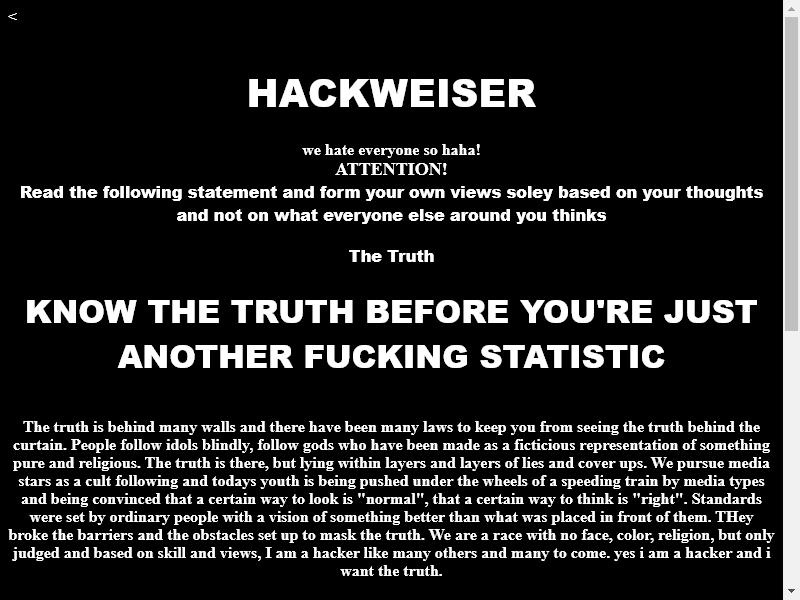 <
HACKWEISER
we hate everyone so haha!
ATTENTION!
Read the following statement and form your own views soley based on your thoughts
and not on what everyone else around you thinks
The Truth
KNOW THE TRUTH BEFORE YOU'RE JUST
ANOTHER FUCKING STATISTIC
The truth is behind many walls and there have been many laws to keep you from seeing the truth behind the
curtain. People follow idols blindly, follow gods who have been made as a ficticious representation of something
pure and religious. The truth is there, but lying within layers and layers of lies and cover ups. We pursue media
stars as a cult following and todays youth is being pushed under the wheels of a speeding train by media types
and being convinced that a certain way to look is "normal", that a certain way to think is "right". Standards
were set by ordinary people with a vision of something better than what was placed in front of them. THey
broke the barriers and the obstacles set up to mask the truth. We are a race with no face, color, religion, but only
judged and based on skill and views, I am a hacker like many others and many to come. yes i am a hacker and i
want the truth.